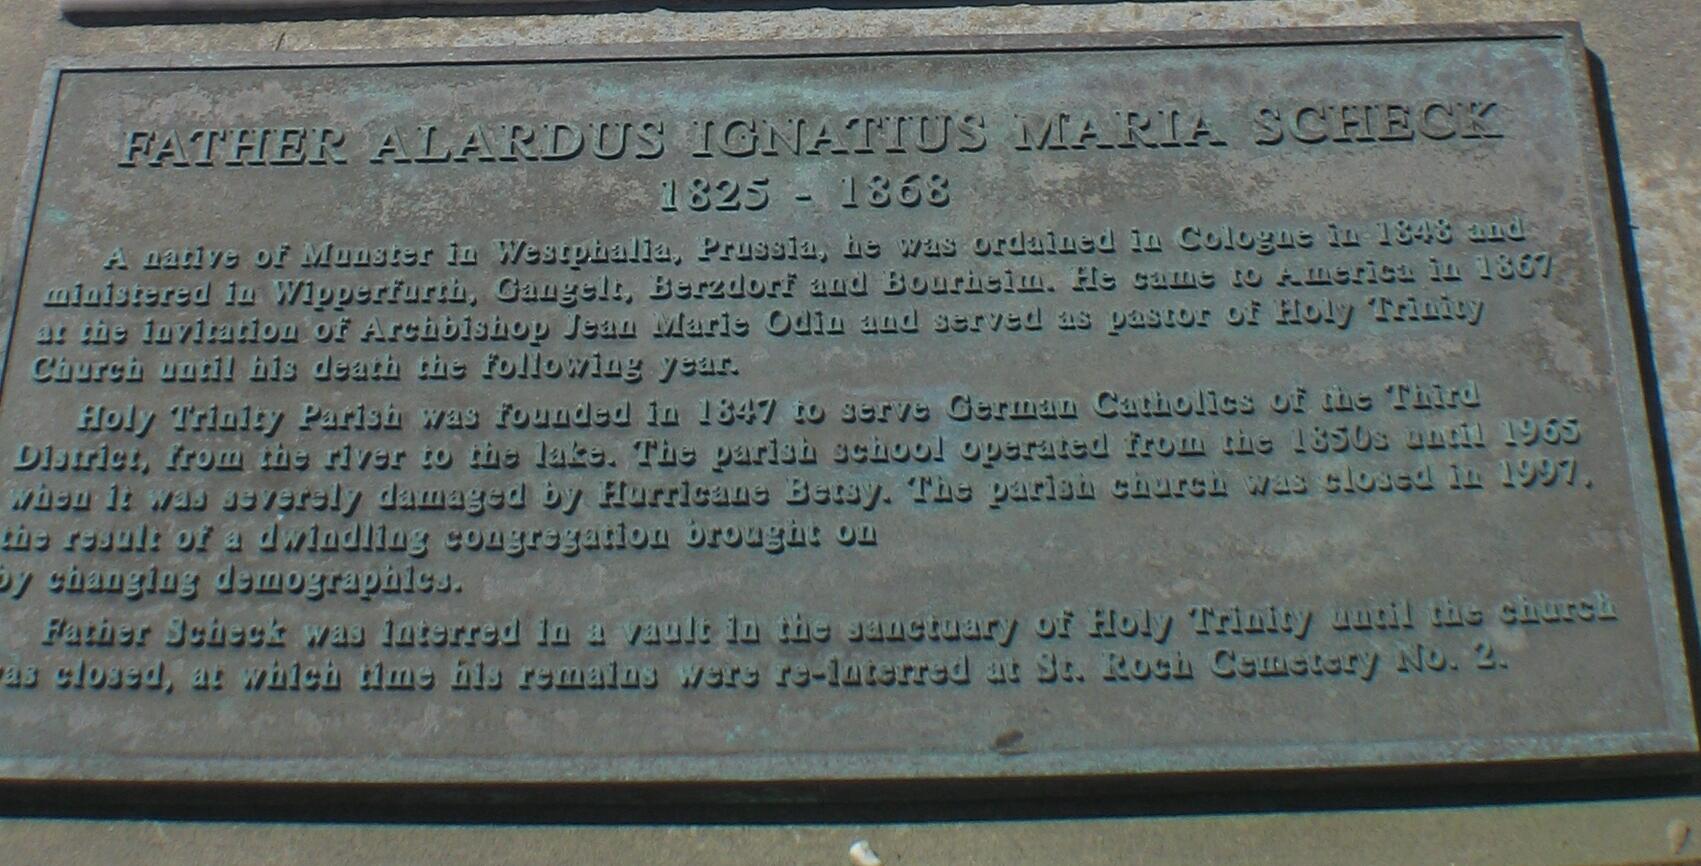 FATHER ALARDUS IGNATIUS MARIA SCHECK
1825 - 1868
A native of Munster in Westphalia, Prussia, he was ordained in Cologne in 1848 and
ministered in Wipperfurth, Gangelt, Berzdorf and Bourheim. He came to America in 1867
at the invitation of Archbishop Jean Marie Odin and served as pastor of Holy Trinity
Church until his death the following year.
Holy Trinity Parish was founded in 1847 to serve German Catholics of the Third
District, from the river to the lake. The parish school operated from the 1850s until 1965
when it was severely damaged by Hurricane Betsy. The parish church was closed in 1997,
the result of a dwindling congregation brought on
by changing demographics.
Father Scheck was interred in a vault in the sanctuary of Holy Trinity until the church
was closed, at which time his remains were re-interred at St. Roch Cemetery No. 2.